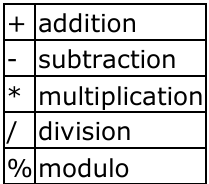 + addition
- subtraction
* multiplication
/ division
% modulo